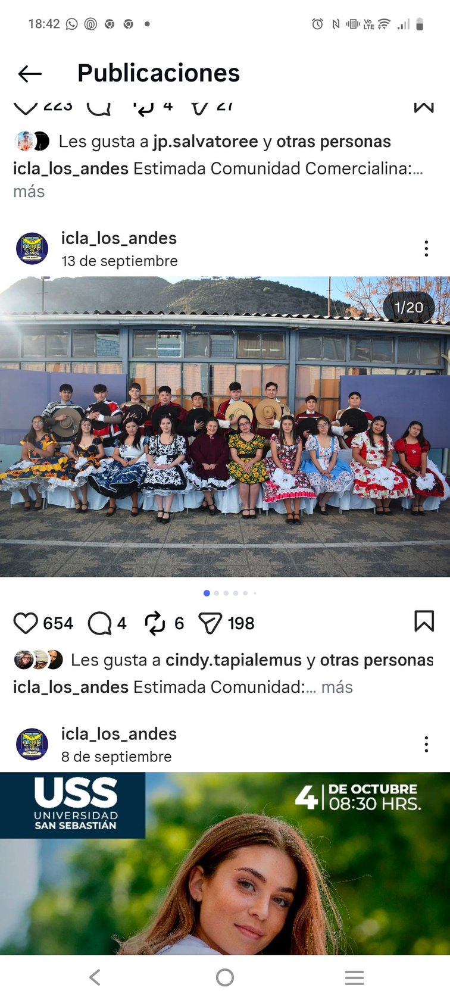 18:42
Vo
LTE
Publicaciones
223 4 27
Les gusta a jp.salvatoree y otras personas
icla_los_andes Estimada Comunidad Comercialina:...
más
icla_los_andes
13 de septiembre
1/20
654 4 6 198
Les gusta a cindy.tapialemus y otras personas
icla_los_andes Estimada Comunidad:... más
icla_los_andes
8 de septiembre
USS
UNIVERSIDAD
SAN SEBASTIÁN
4 DE OCTUBRE
08:30 HRS.